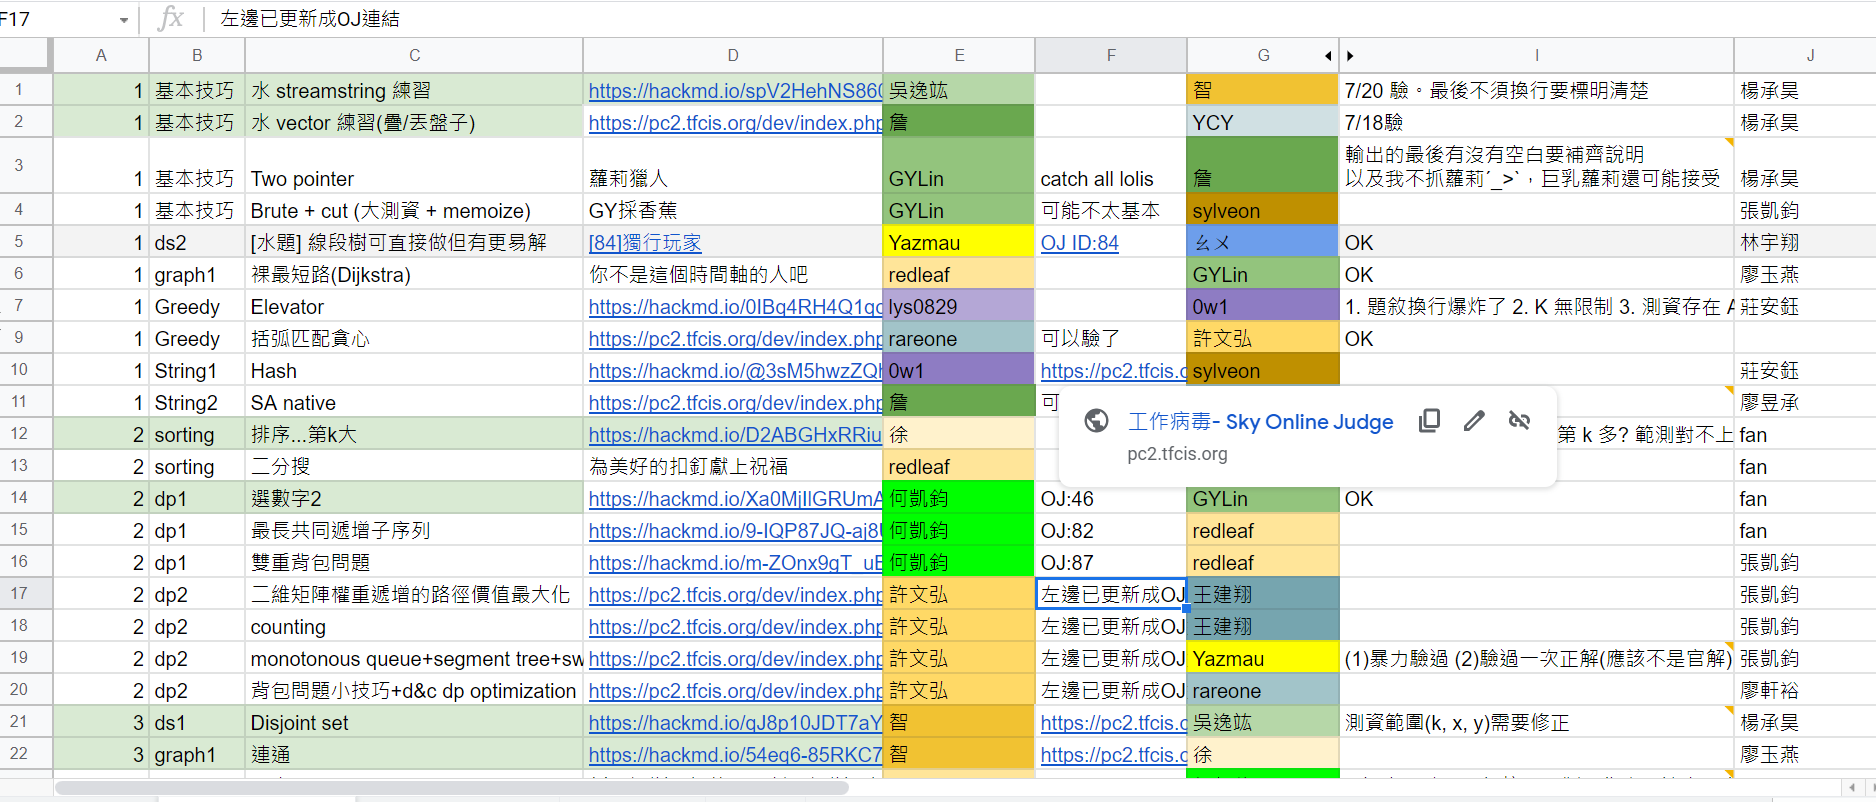 F17 fx 左邊已更新成OJ連結
A B C D E F G I J
1 1 基本技巧 水 streamstring 練習 https://hackmd.io/spV2HehNS860 吳逸竑 智 7/20 驗。最後不須換行要標明清楚 楊承昊
2 1 基本技巧 水 vector 練習(疊/丟盤子) https://pc2.tfcis.org/dev/index.php 詹 YCY 7/18驗 楊承昊
輸出的最後有沒有空白要補齊說明
3 1 基本技巧 Two pointer 蘿莉獵人 GYLin catch all lolis 詹 以及我不抓蘿莉ˊ_>ˋ，巨乳蘿莉還可能接受 楊承昊
4 1 基本技巧 Brute + cut (大測資 + memoize) GY採香蕉 GYLin 可能不太基本 sylveon 張凱鈞
5 1 ds2 [水題] 線段樹可直接做但有更易解 [84]獨行玩家 Yazmau OJ ID:84 ㄠㄨ OK 林宇翔
6 1 graph1 裸最短路(Dijkstra) 你不是這個時間軸的人吧 redleaf GYLin OK 廖玉燕
7 1 Greedy Elevator https://hackmd.io/0IBq4RH4Q1qc lys0829 0w1 1. 題敘換行爆炸了 2. K 無限制 3. 測資存在 A 莊安鈺
9 1 Greedy 括弧匹配貪心 https://pc2.tfcis.org/dev/index.php rareone 可以驗了 許文弘 OK
10 1 String1 Hash https://hackmd.io/@3sM5hwzZQh 0w1 https://pc2.tfcis.o sylveon 莊安鈺
11 1 String2 SA native https://pc2.tfcis.org/dev/index.php 詹 可 廖昱承
工作病毒- Sky Online Judge
pc2.tfcis.org
12 2 sorting 排序...第k大 https://hackmd.io/D2ABGHxRRiu 徐 第 k 多? 範測對不上 fan
13 2 sorting 二分搜 為美好的扣釘獻上祝福 redleaf fan
14 2 dp1 選數字2 https://hackmd.io/Xa0MjIlGRUmA 何凱鈞 OJ:46 GYLin OK fan
15 2 dp1 最長共同遞增子序列 https://hackmd.io/9-IQP87JQ-aj8U 何凱鈞 OJ:82 redleaf fan
16 2 dp1 雙重背包問題 https://hackmd.io/m-ZOnx9gT_uE 何凱鈞 OJ:87 redleaf 張凱鈞
17 2 dp2 二維矩陣權重遞增的路徑價值最大化 https://pc2.tfcis.org/dev/index.php 許文弘 左邊已更新成OJ 王建翔 張凱鈞
18 2 dp2 counting https://pc2.tfcis.org/dev/index.php 許文弘 左邊已更新成OJ 王建翔 張凱鈞
19 2 dp2 monotonous queue+segment tree+sw https://pc2.tfcis.org/dev/index.php 許文弘 左邊已更新成OJ Yazmau (1)暴力驗過 (2)驗過一次正解(應該不是官解) 張凱鈞
20 2 dp2 背包問題小技巧+d&c dp optimization https://pc2.tfcis.org/dev/index.php 許文弘 左邊已更新成OJ rareone 廖軒裕
21 3 ds1 Disjoint set https://hackmd.io/qJ8p10JDT7aY 智 https://pc2.tfcis.o 吳逸竑 測資範圍(k, x, y)需要修正 楊承昊
22 3 graph1 連通 https://hackmd.io/54eq6-85RKC7 智 https://pc2.tfcis.o 徐 廖玉燕